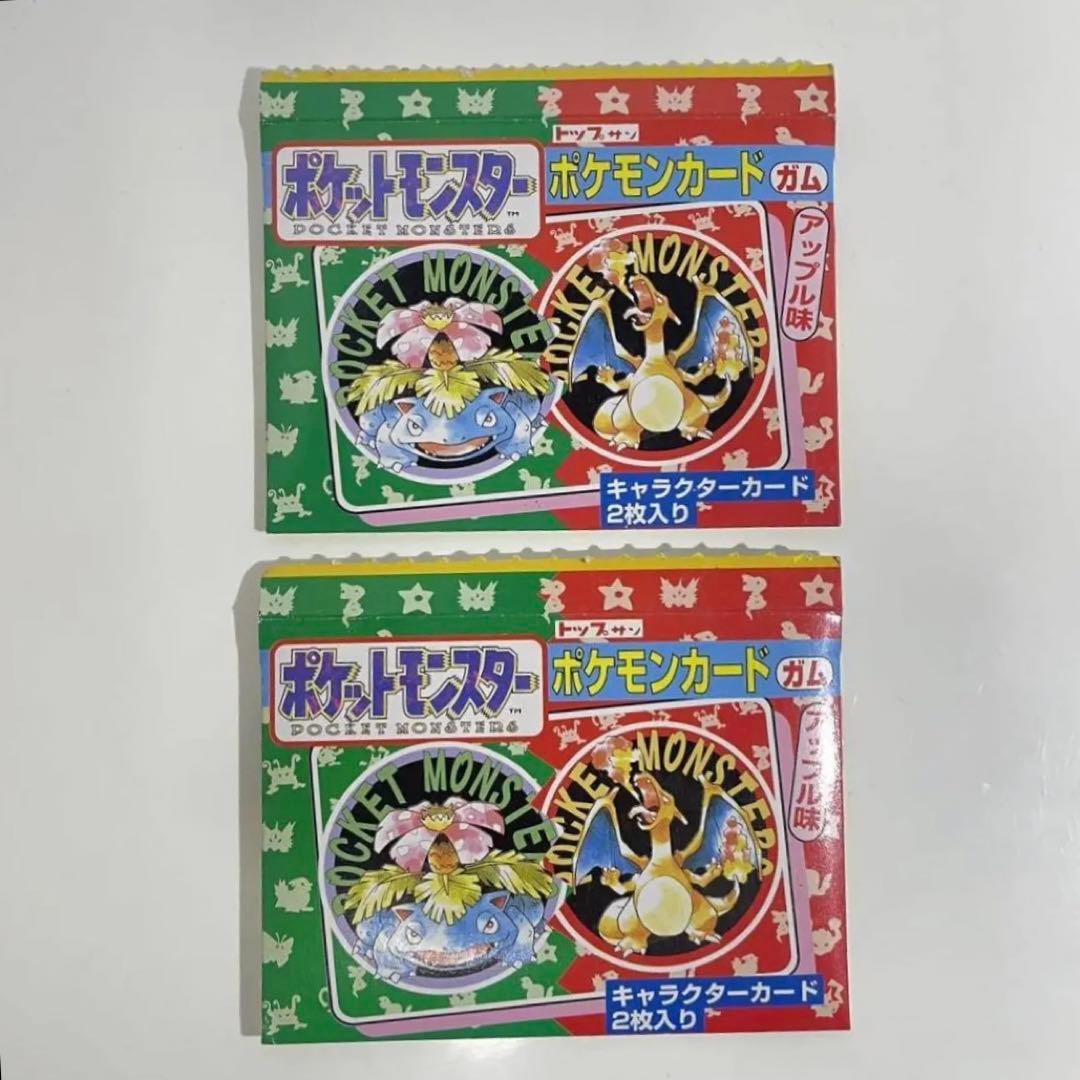 トップサン
ポケットモンスター
TM
POCKET MONSTERS
ポケモンカード
ガム
アップル味
POCKET MONSTE
POCKET MONSTERS
キャラクターカード
2枚入り
トップサン
ポケットモンスター
TM
POCKET MONSTERS
ポケモンカード
ガム
アップル味
POCKET MONSTE
POCKET MONSTERS
キャラクターカード
2枚入り